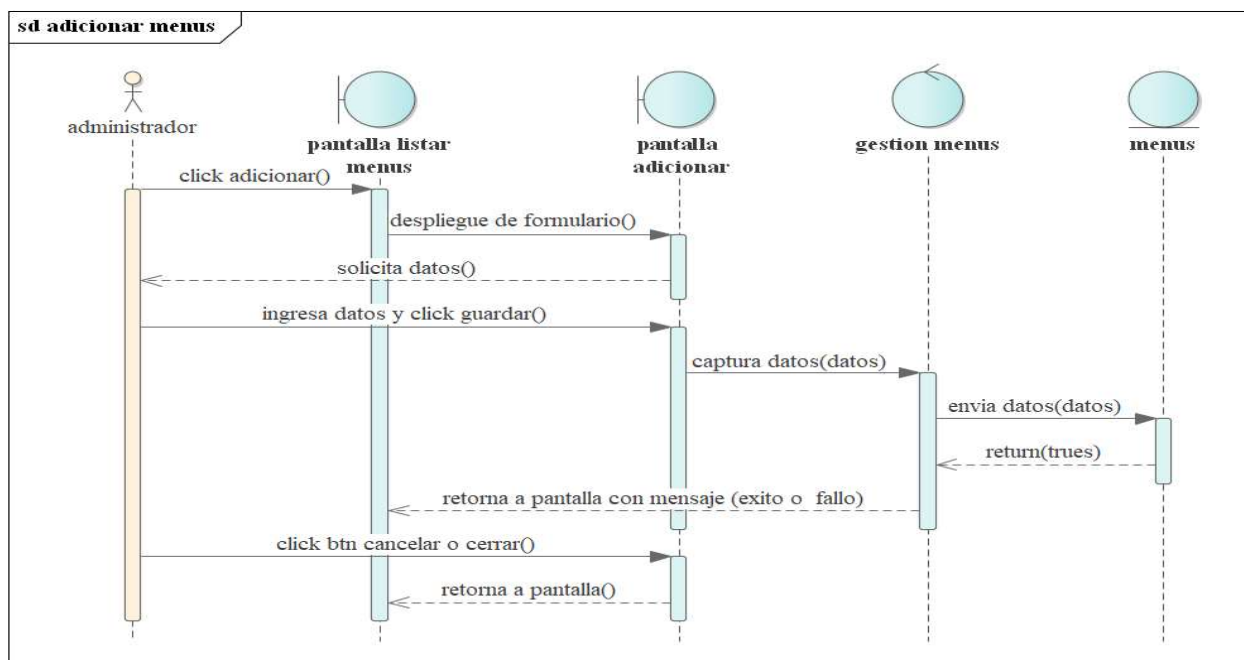 sd adicionar menus
administrador
pantalla listar
menus
pantalla
adicionar
gestion menus
menus
click adicionar()
despliegue de formulario()
solicita datos()
ingresa datos y click guardar()
captura datos(datos)
envia datos(datos)
return(trues)
retorna a pantalla con mensaje (exito o fallo)
click btn cancelar o cerrar()
retorna a pantalla()